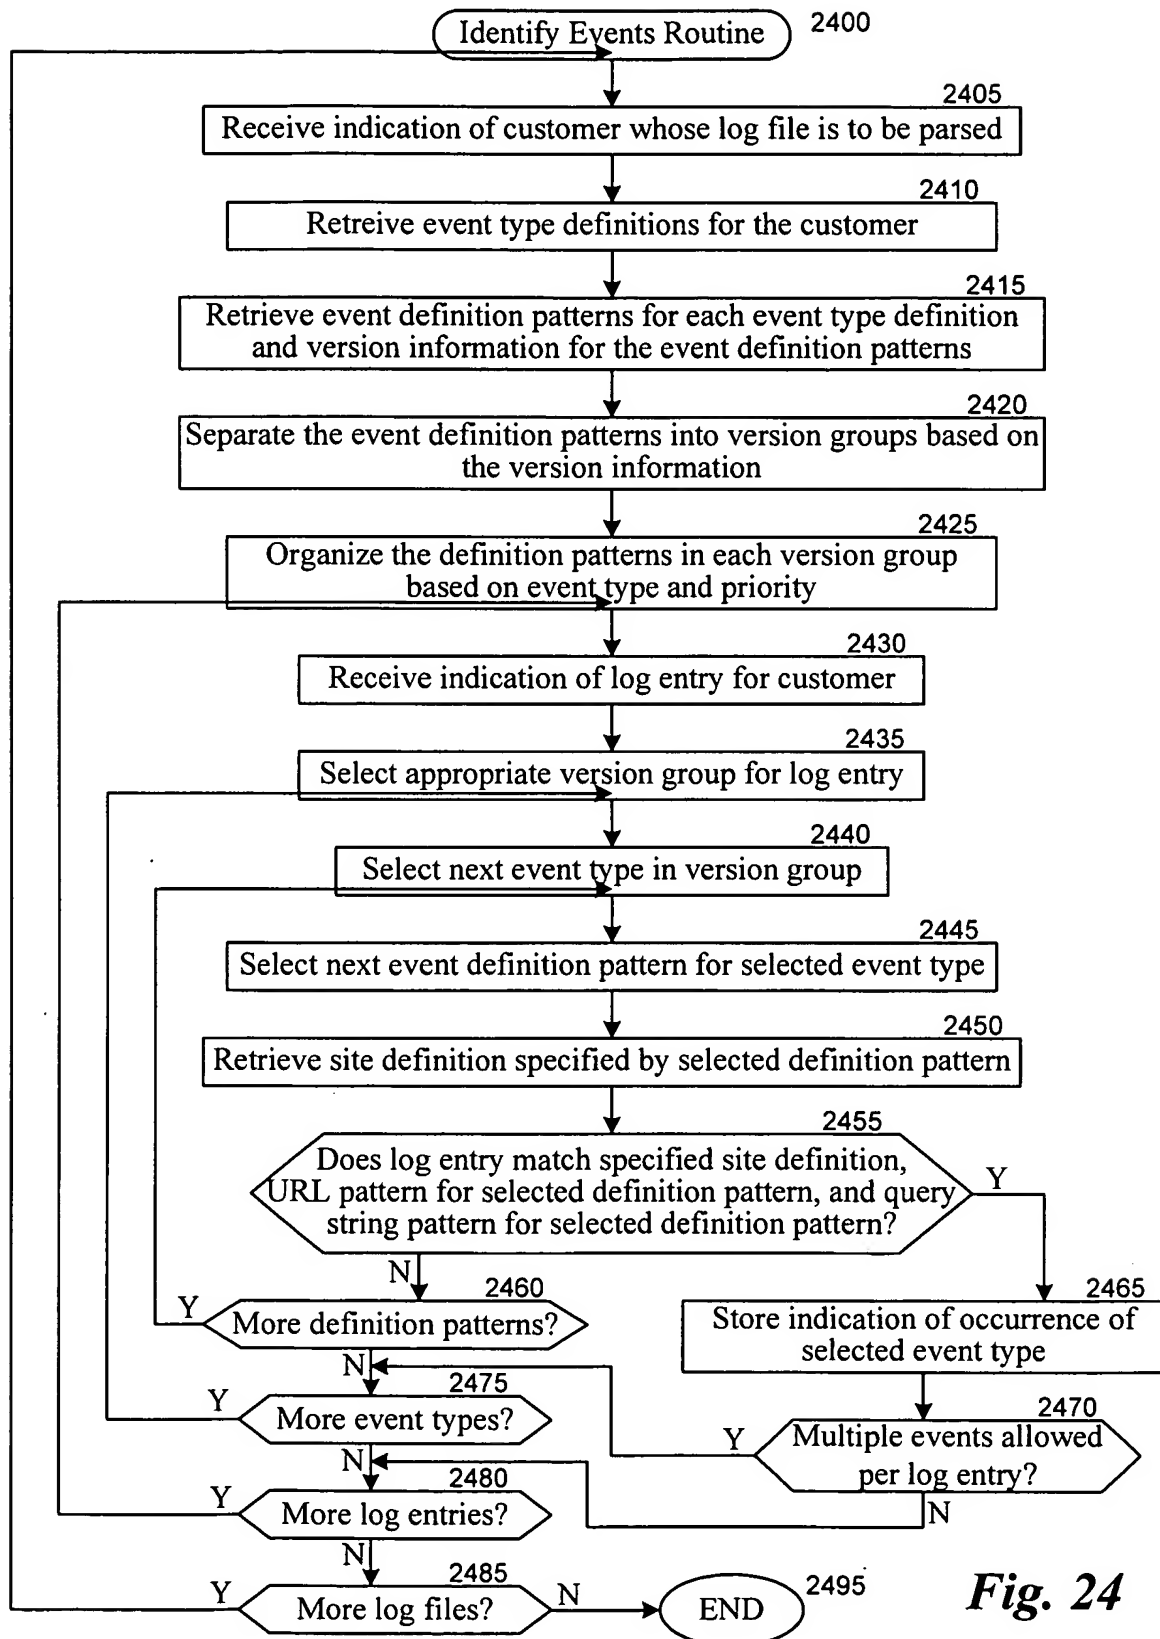 Identify Events Routine
2400
2405
Receive indication of customer whose log file is to be parsed
2410
Retreive event type definitions for the customer
2415
Retrieve event definition patterns for each event type definition
and version information for the event definition patterns
2420
Separate the event definition patterns into version groups based on
the version information
2425
Organize the definition patterns in each version group
based on event type and priority
2430
Receive indication of log entry for customer
2435
Select appropriate version group for log entry
2440
Select next event type in version group
2445
Select next event definition pattern for selected event type
2450
Retrieve site definition specified by selected definition pattern
2455
Does log entry match specified site definition,
URL pattern for selected definition pattern, and query
string pattern for selected definition pattern?
Y
N
2460
Y
More definition patterns?
2465
Store indication of occurrence of
selected event type
N
2475
Y
More event types?
2470
Y
Multiple events allowed
per log entry?
N
N
2480
Y
More log entries?
N
2485
Y
More log files?
N
END
2495
Fig. 24